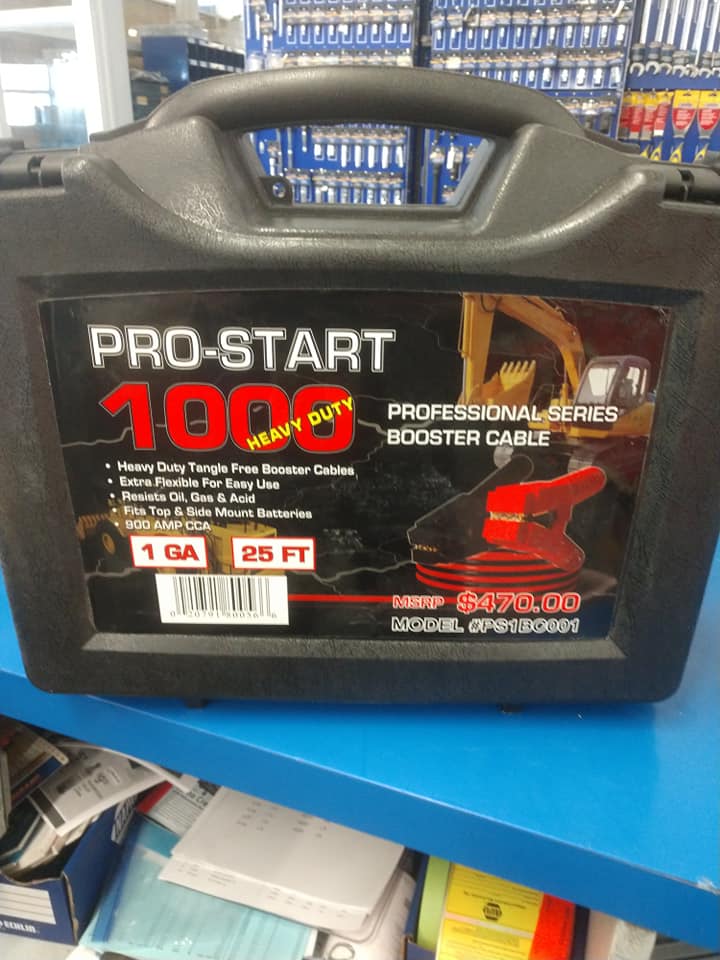 PRO-START
1000
HEAVY DUTY
PROFESSIONAL SERIES
BOOSTER CABLE
• Heavy Duty Tangle Free Booster Cables
• Extra Flexible For Easy Use
• Resists Oil, Gas & Acid
• Fits Top & Side Mount Batteries
• 900 AMP CCA
1 GA
25 FT
MSRP $470.00
MODEL #PS1BC001